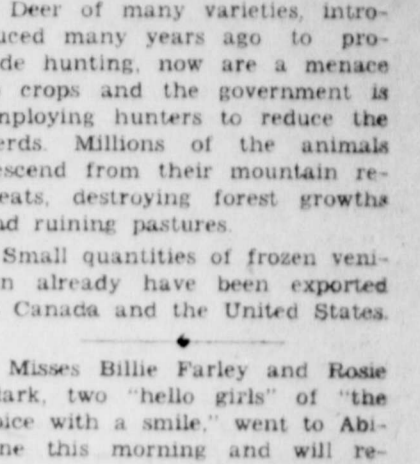 Deer of many varieties, intro-
uced many years ago to pro-
de hunting, now are a menace
crops and the government is
mploying hunters to reduce the
erds. Millions of the animals
escend from their mountain re-
eats, destroying forest growths
nd ruining pastures.
Small quantities of frozen veni-
n already have been exported
Canada and the United States.
Misses Billie Farley and Rosie
lark, two "hello girls" of "the
oice with a smile," went to Abi-
ne this morning and will re-